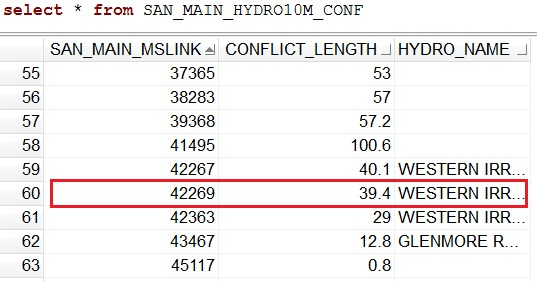 select * from SAN_MAIN_HYDRO10M_CONF
SAN_MAIN_MSLINK CONFLICT_LENGTH HYDRO_NAME
55 37365 53
56 38283 57
57 39368 57.2
58 41495 100.6
59 42267 40.1 WESTERN IRR...
60 42269 39.4 WESTERN IRR...
61 42363 29 WESTERN IRR...
62 43467 12.8 GLENMORE R...
63 45117 0.8